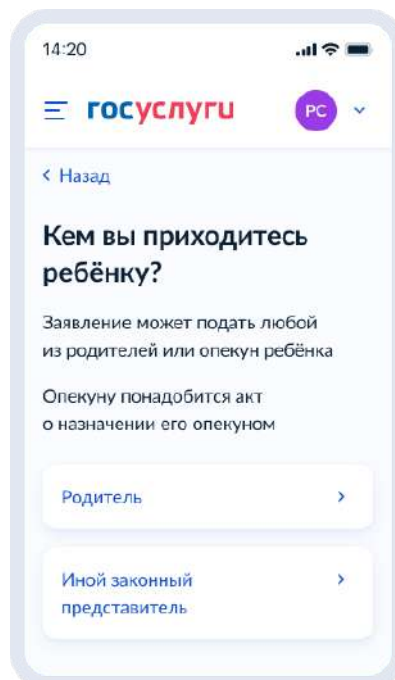 14:20
госуслуги
РС
Назад
Кем вы приходитесь
ребёнку?
Заявление может подать любой
из родителей или опекун ребёнка
Опекуну понадобится акт
о назначении его опекуном
Родитель
Иной законный
представитель